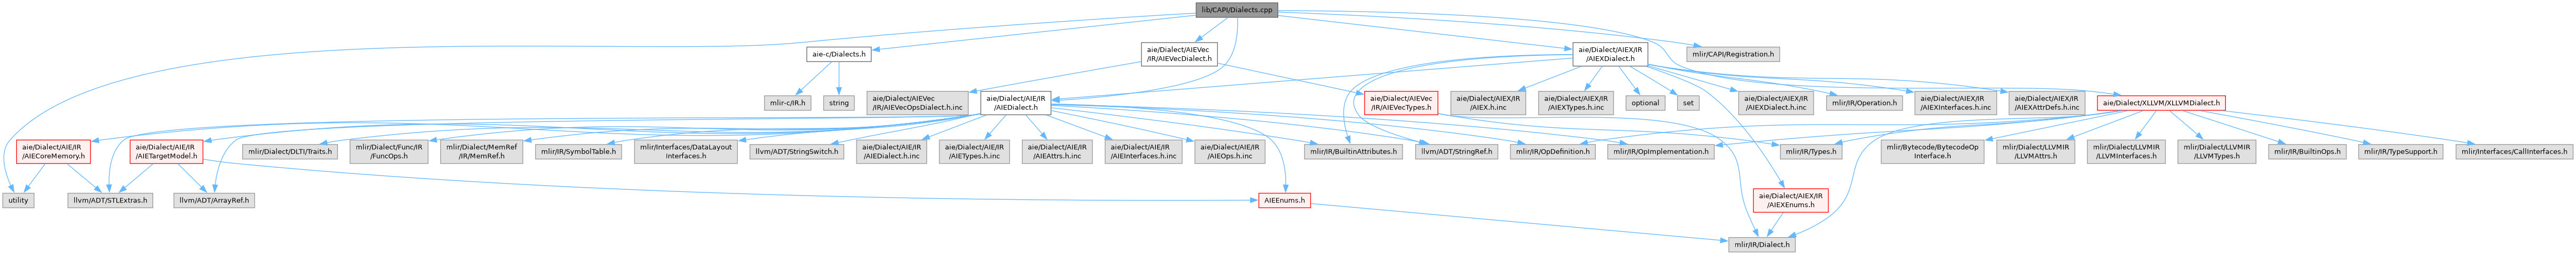 lib/CAPI/Dialects.cpp
aie-c/Dialects.h
aie/Dialect/AIEVec
/IR/AIEVecDialect.h
aie/Dialect/AIEX/IR
/AIEXDialect.h
mlir/CAPI/Registration.h
mlir-c/IR.h
string
aie/Dialect/AIEVec
/IR/AIEVecOpsDialect.h.inc
aie/Dialect/AIE/IR
/AIEDialect.h
aie/Dialect/AIEVec
/IR/AIEVecTypes.h
aie/Dialect/AIEX/IR
/AIEX.h.inc
aie/Dialect/AIEX/IR
/AIEXTypes.h.inc
optional
set
aie/Dialect/AIEX/IR
/AIEXDialect.h.inc
mlir/IR/Operation.h
aie/Dialect/AIEX/IR
/AIEXInterfaces.h.inc
aie/Dialect/AIEX/IR
/AIEXAttrDefs.h.inc
aie/Dialect/XLLVM/XLLVMDialect.h
aie/Dialect/AIE/IR
/AIECoreMemory.h
aie/Dialect/AIE/IR
/AIETargetModel.h
mlir/Dialect/DLTI/Traits.h
mlir/Dialect/Func/IR
/FuncOps.h
mlir/Dialect/MemRef
/IR/MemRef.h
mlir/IR/SymbolTable.h
mlir/Interfaces/DataLayout
Interfaces.h
llvm/ADT/StringSwitch.h
aie/Dialect/AIE/IR
/AIEDialect.h.inc
aie/Dialect/AIE/IR
/AIETypes.h.inc
aie/Dialect/AIE/IR
/AIEAttrs.h.inc
aie/Dialect/AIE/IR
/AIEInterfaces.h.inc
aie/Dialect/AIE/IR
/AIEOps.h.inc
mlir/IR/BuiltinAttributes.h
llvm/ADT/StringRef.h
mlir/IR/OpDefinition.h
mlir/IR/OpImplementation.h
mlir/IR/Types.h
mlir/Bytecode/BytecodeOp
Interface.h
mlir/Dialect/LLVMIR
/LLVMAttrs.h
mlir/Dialect/LLVMIR
/LLVMInterfaces.h
mlir/Dialect/LLVMIR
/LLVMTypes.h
mlir/IR/BuiltinOps.h
mlir/IR/TypeSupport.h
mlir/Interfaces/CallInterfaces.h
utility
llvm/ADT/STLExtras.h
llvm/ADT/ArrayRef.h
AIEEnums.h
aie/Dialect/AIEX/IR
/AIEXEnums.h
mlir/IR/Dialect.h